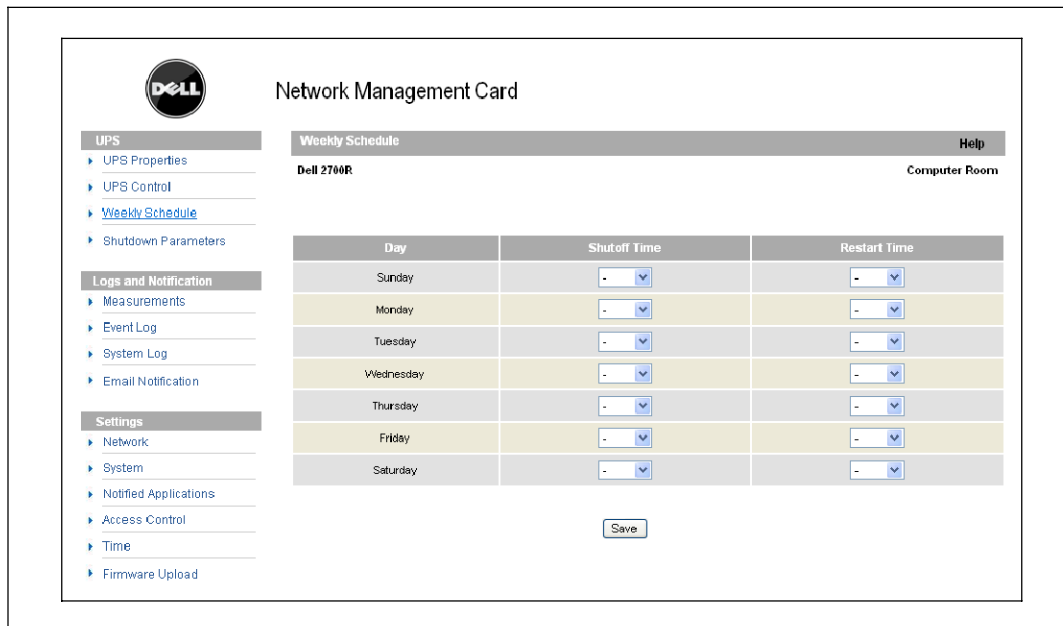 DELL
Network Management Card
UPS
UPS Properties
UPS Control
Weekly Schedule
Shutdown Parameters
Logs and Notification
Measurements
Event Log
System Log
Email Notification
Settings
Network
System
Notified Applications
Access Control
Time
Firmware Upload
Weekly Schedule Help
Dell 2700R Computer Room
Day Shutoff Time Restart Time
Sunday - -
Monday - -
Tuesday - -
Wednesday - -
Thursday - -
Friday - -
Saturday - -
Save